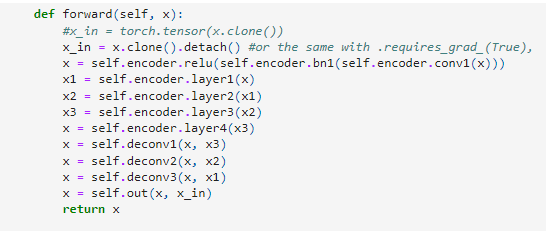 def forward(self, x):
    #x_in = torch.tensor(x.clone())
    x_in = x.clone().detach() #or the same with .requires_grad_(True),
    x = self.encoder.relu(self.encoder.bn1(self.encoder.conv1(x)))
    x1 = self.encoder.layer1(x)
    x2 = self.encoder.layer2(x1)
    x3 = self.encoder.layer3(x2)
    x = self.encoder.layer4(x3)
    x = self.deconv1(x, x3)
    x = self.deconv2(x, x2)
    x = self.deconv3(x, x1)
    x = self.out(x, x_in)
    return x